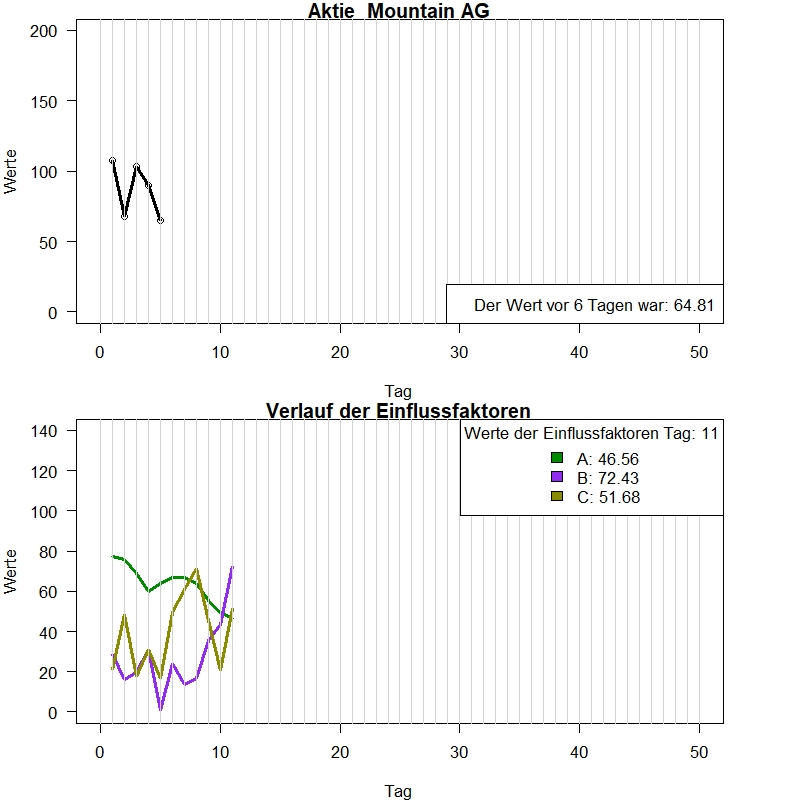 Aktie  Mountain AG
200
150
100
50
0
Werte
Der Wert vor 6 Tagen war: 64.81
0 10 20 30 40 50
Tag
Verlauf der Einflussfaktoren
140
120
100
80
60
40
20
0
Werte
Werte der Einflussfaktoren Tag: 11
A: 46.56
B: 72.43
C: 51.68
0 10 20 30 40 50
Tag